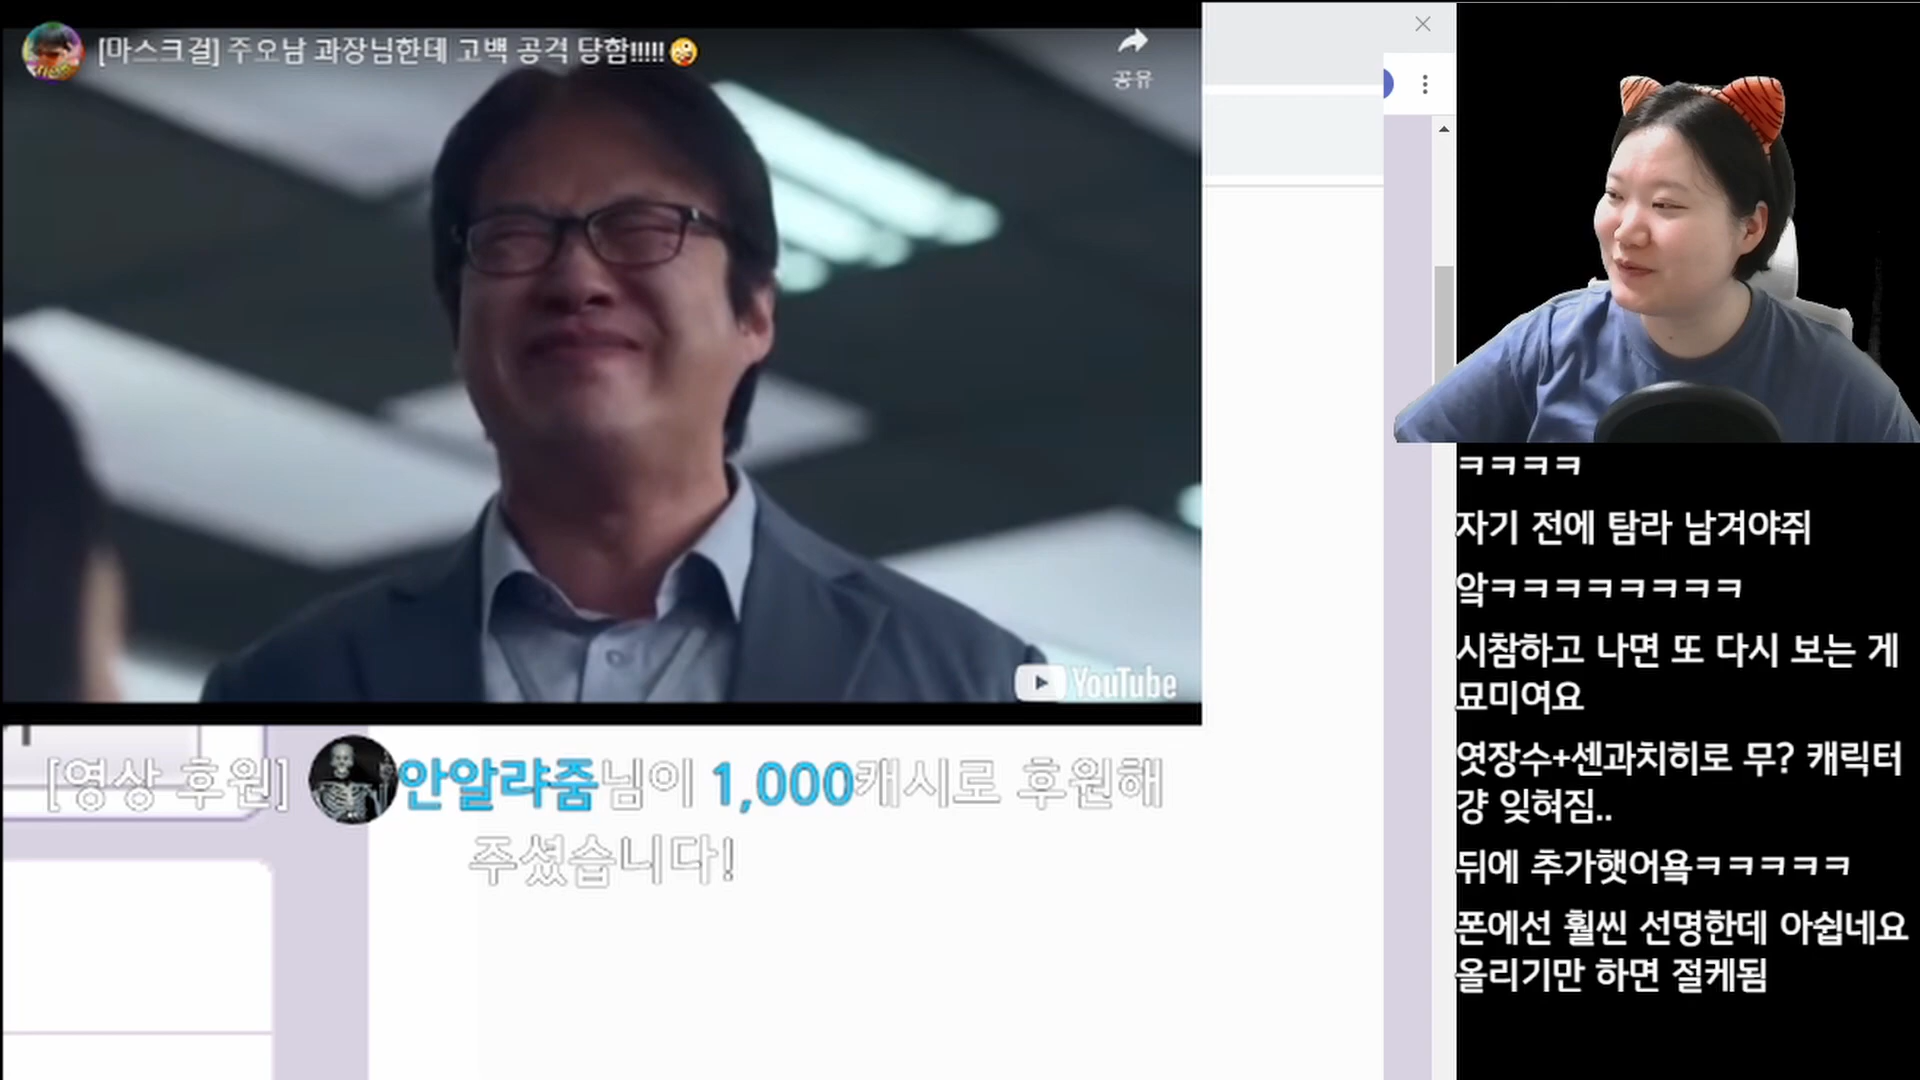 [마스크걸] 주오남 과장님한테 고백 공격 당함!!!!!🤪
공유
YouTube
[영상 후원] 안알랴줌님이 1,000캐시로 후원해
주셨습니다!
ㅋㅋㅋㅋ
자기 전에 탐라 남겨야쥐
앜ㅋㅋㅋㅋㅋㅋㅋㅋ
시참하고 나면 또 다시 보는 게
묘미여요
엿장수+센과치히로 무? 캐릭터
걍 잊혀짐..
뒤에 추가햇어욬ㅋㅋㅋㅋㅋ
폰에선 훨씬 선명한데 아쉽네요
올리기만 하면 절케됨